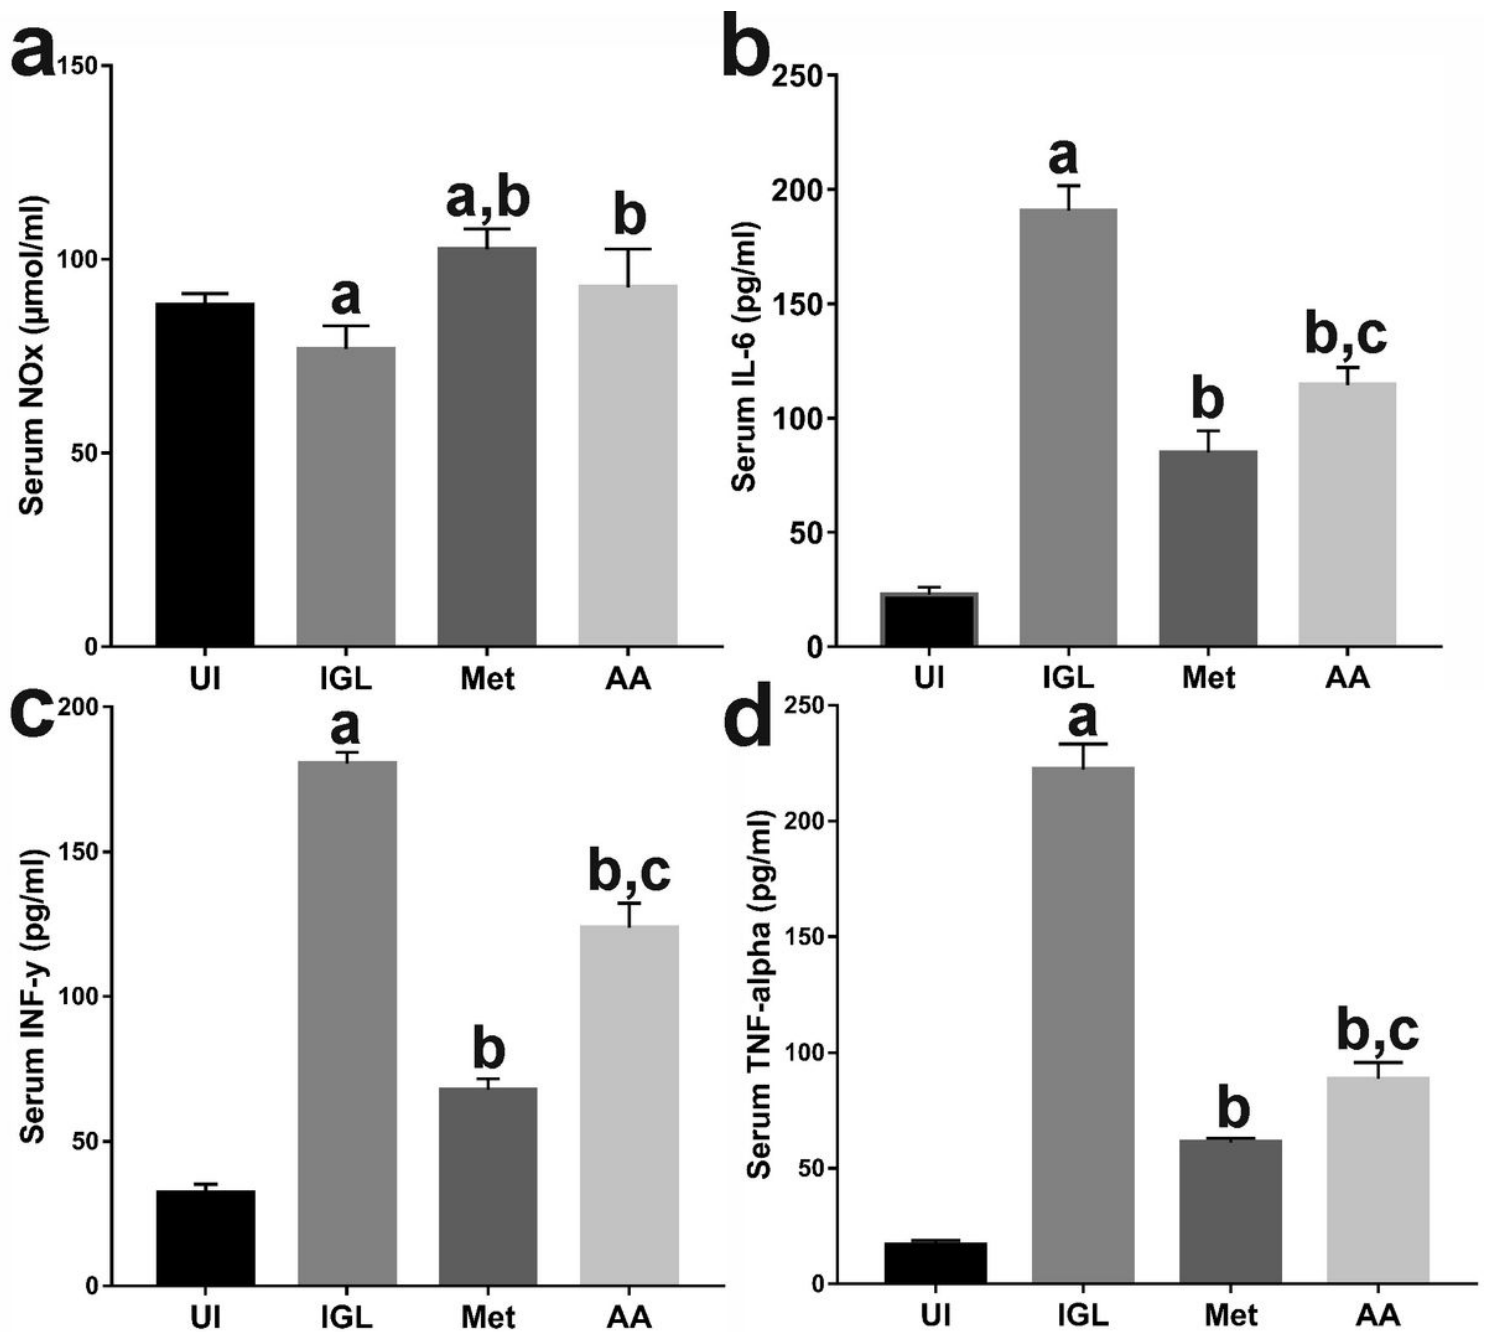 a
150
100
50
0
Serum NOx (µmol/ml)
a
a,b
b
UI IGL Met AA
b
250
200
150
100
50
0
Serum IL-6 (pg/ml)
a
b
b,c
UI IGL Met AA
c
200
150
100
50
0
Serum INF-y (pg/ml)
a
b
b,c
UI IGL Met AA
d
250
200
150
100
50
0
Serum TNF-alpha (pg/ml)
a
b
b,c
UI IGL Met AA